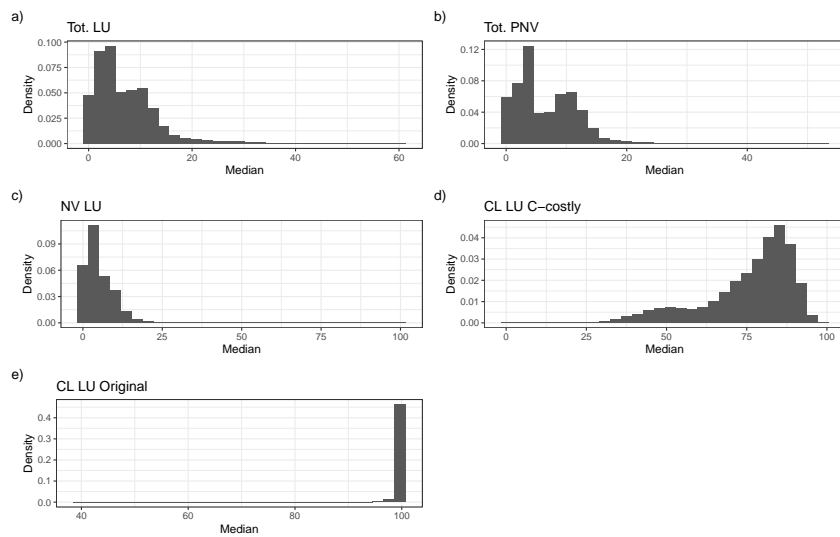 a)
Tot. LU
0.100
0.075
0.050
0.025
0.000
Density
0
20
40
60
Median
b)
Tot. PNV
0.12
0.08
0.04
0.00
Density
0
20
40
Median
c)
NV LU
0.09
0.06
0.03
0.00
Density
0
25
50
75
100
Median
d)
CL LU C−costly
0.04
0.03
0.02
0.01
0.00
Density
0
25
50
75
100
Median
e)
CL LU Original
0.4
0.3
0.2
0.1
0.0
Density
40
60
80
100
Median